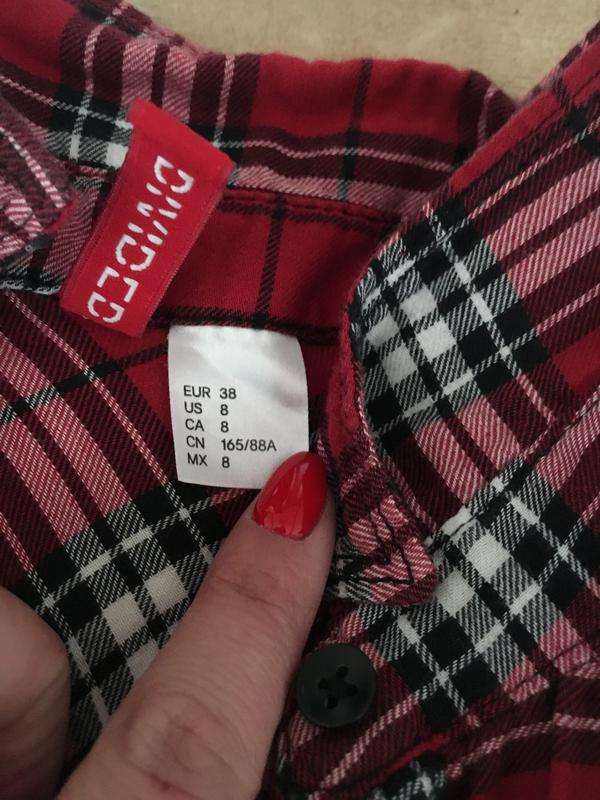 DIVIDED
EUR 38
US 8
CA 8
CN 165/88A
MX 8